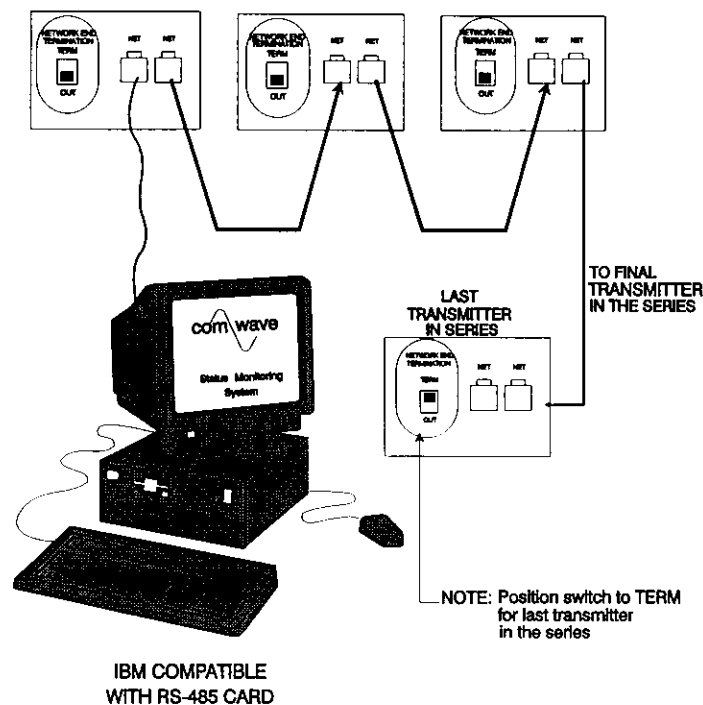 NETWORK END
TERMINATION
TERM
OUT
NET
NET
NETWORK END
TERMINATION
TERM
OUT
NET
NET
NETWORK END
TERMINATION
TERM
OUT
NET
NET
TO FINAL
TRANSMITTER
IN THE SERIES
LAST
TRANSMITTER
IN SERIES
NETWORK END
TERMINATION
TERM
OUT
NET
NET
com wave
Status Monitoring
System
NOTE: Position switch to TERM
for last transmitter
in the series
IBM COMPATIBLE
WITH RS-485 CARD